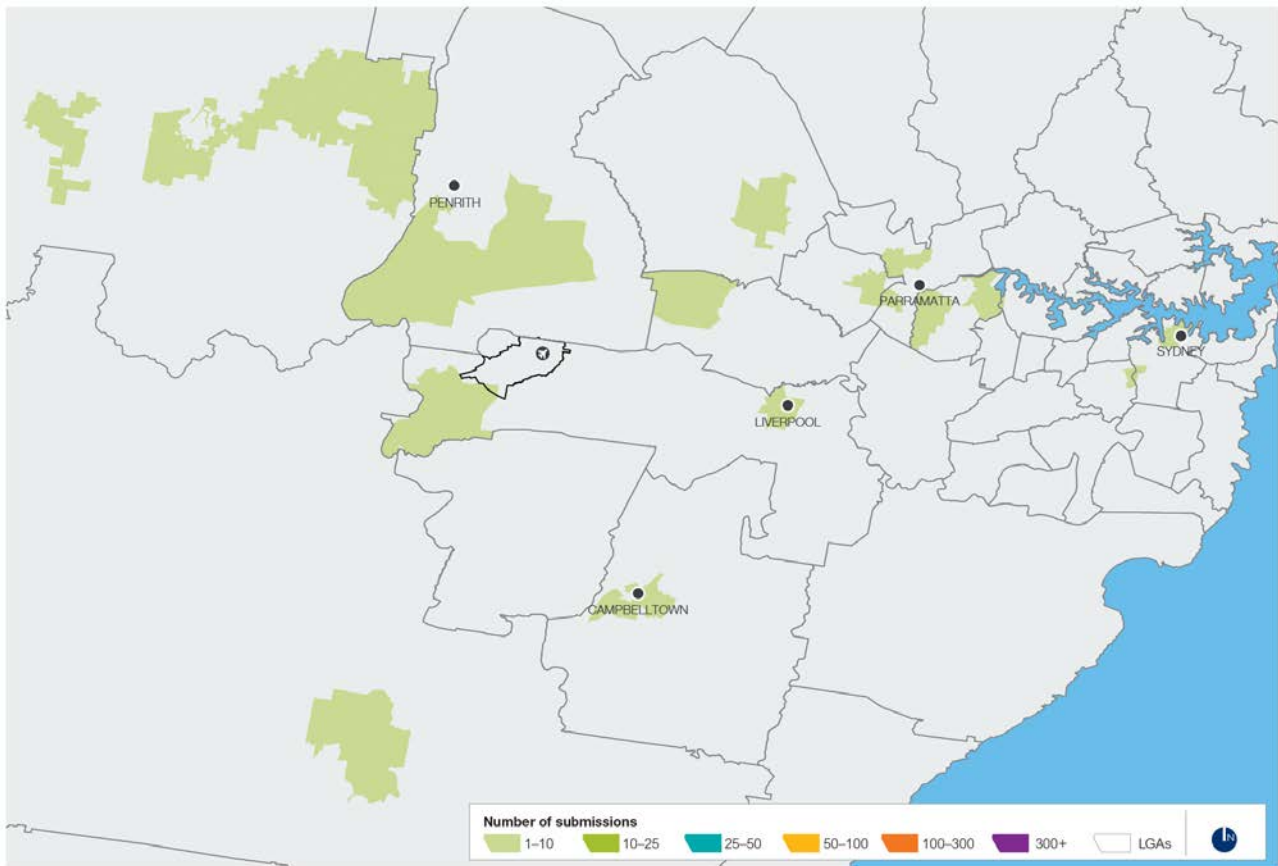 PENRITH
PARRAMATTA
SYDNEY
LIVERPOOL
CAMPBELLTOWN
Number of submissions
1–10
10–25
25–50
50–100
100–300
300+
LGAs
N